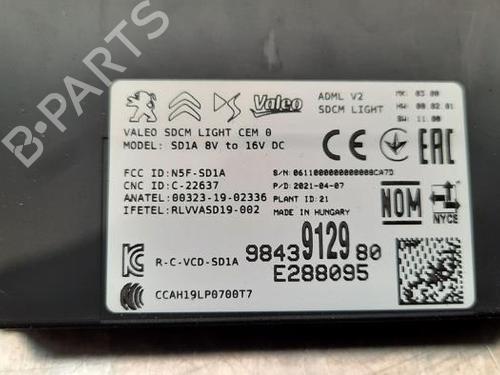 Valeo
ADML V2
SDCM LIGHT
MK: 03 00
HW: 00.02.01
SW: 11.00
VALEO SDCM LIGHT CEM 0
MODEL: SD1A 8V to 16V DC
CE
EAC
FCC ID: N5F-SD1A
CNC ID: C-22637
ANATEL: 00323-19-02336
IFETEL: RLVVASD19-002
S/N: 0611000000000000008CA7D
P/D: 2021-04-07
PLANT ID: 21
MADE IN HUNGARY
NOM
NYCE
R-C-VCD-SD1A
9843912980
E288095
CCAH19LP0700T7
B-PARTS